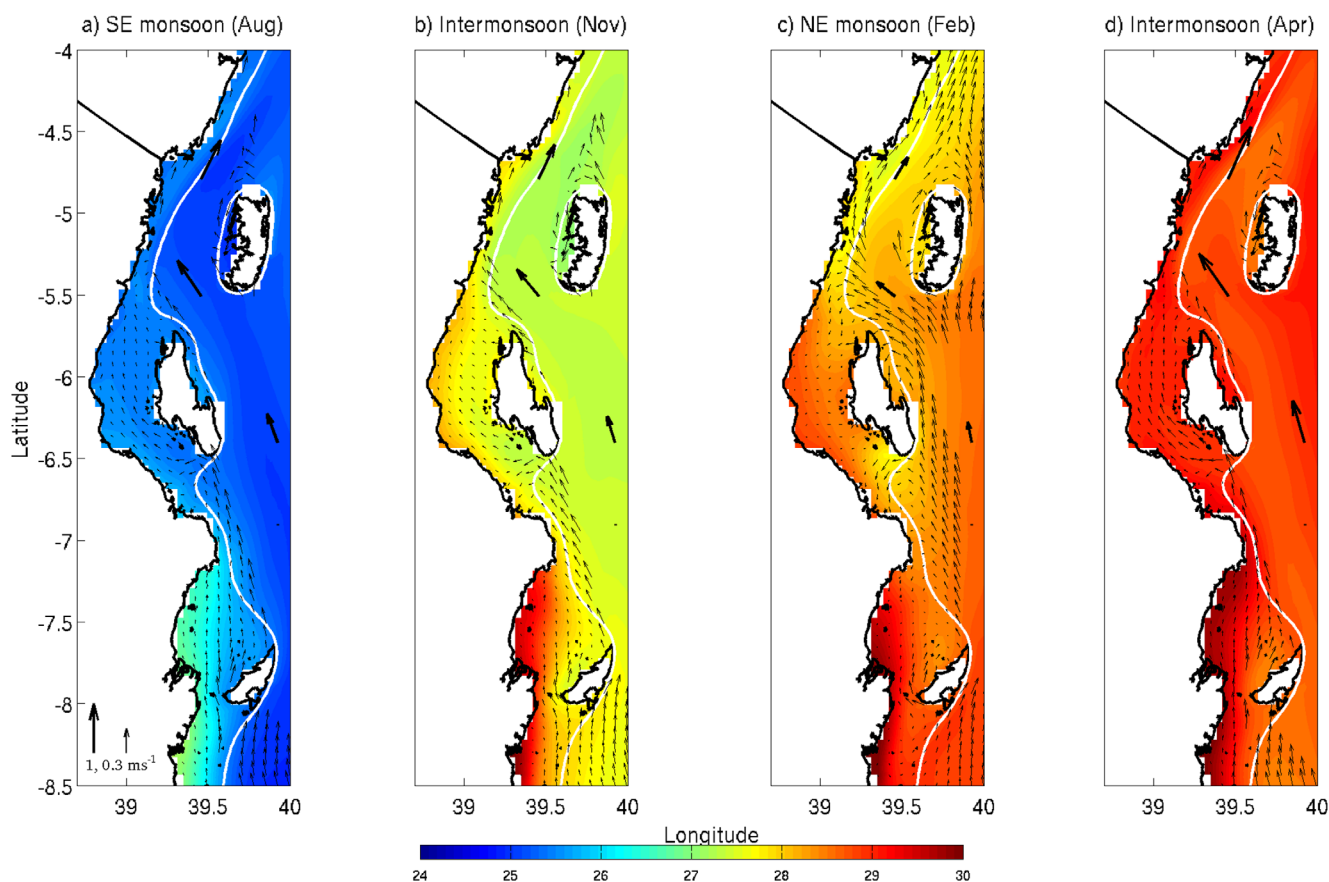 a) SE monsoon (Aug)
b) Intermonsoon (Nov)
c) NE monsoon (Feb)
d) Intermonsoon (Apr)
Latitude
-4
-4.5
-5
-5.5
-6
-6.5
-7
-7.5
-8
-8.5
1, 0.3 ms⁻¹
39 39.5 40
39 39.5 40
39 39.5 40
39 39.5 40
Longitude
24 25 26 27 28 29 30